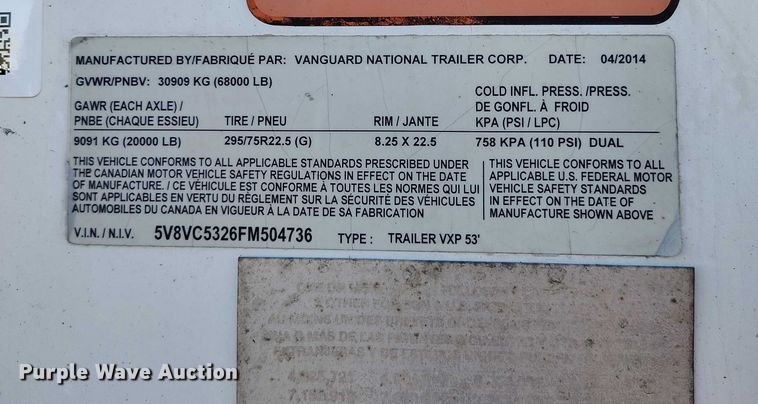 MANUFACTURED BY/FABRIQUÉ PAR: VANGUARD NATIONAL TRAILER CORP. DATE: 04/2014
GVWR/PNBV: 30909 KG (68000 LB)
GAWR (EACH AXLE) / PNBE (CHAQUE ESSIEU) TIRE / PNEU RIM / JANTE COLD INFL. PRESS./PRESS. DE GONFL. À FROID KPA (PSI / LPC)
9091 KG (20000 LB) 295/75R22.5 (G) 8.25 X 22.5 758 KPA (110 PSI) DUAL
THIS VEHICLE CONFORMS TO ALL APPLICABLE STANDARDS PRESCRIBED UNDER
THE CANADIAN MOTOR VEHICLE SAFETY REGULATIONS IN EFFECT ON THE DATE
OF MANUFACTURE. / CE VÉHICULE EST CONFORME À TOUTES LES NORMES QUI LUI
SONT APPLICABLES EN VERTU DU RÈGLEMENT SUR LA SÉCURITÉ DES VÉHICULES
AUTOMOBILES DU CANADA EN VIGUEUR À LA DATE DE SA FABRICATION
THIS VEHICLE CONFORMS TO ALL
APPLICABLE U.S. FEDERAL MOTOR
VEHICLE SAFETY STANDARDS
IN EFFECT ON THE DATE OF
MANUFACTURE SHOWN ABOVE
V.I.N. / N.I.V. 5V8VC5326FM504736 TYPE: TRAILER VXP 53'
Purple Wave Auction